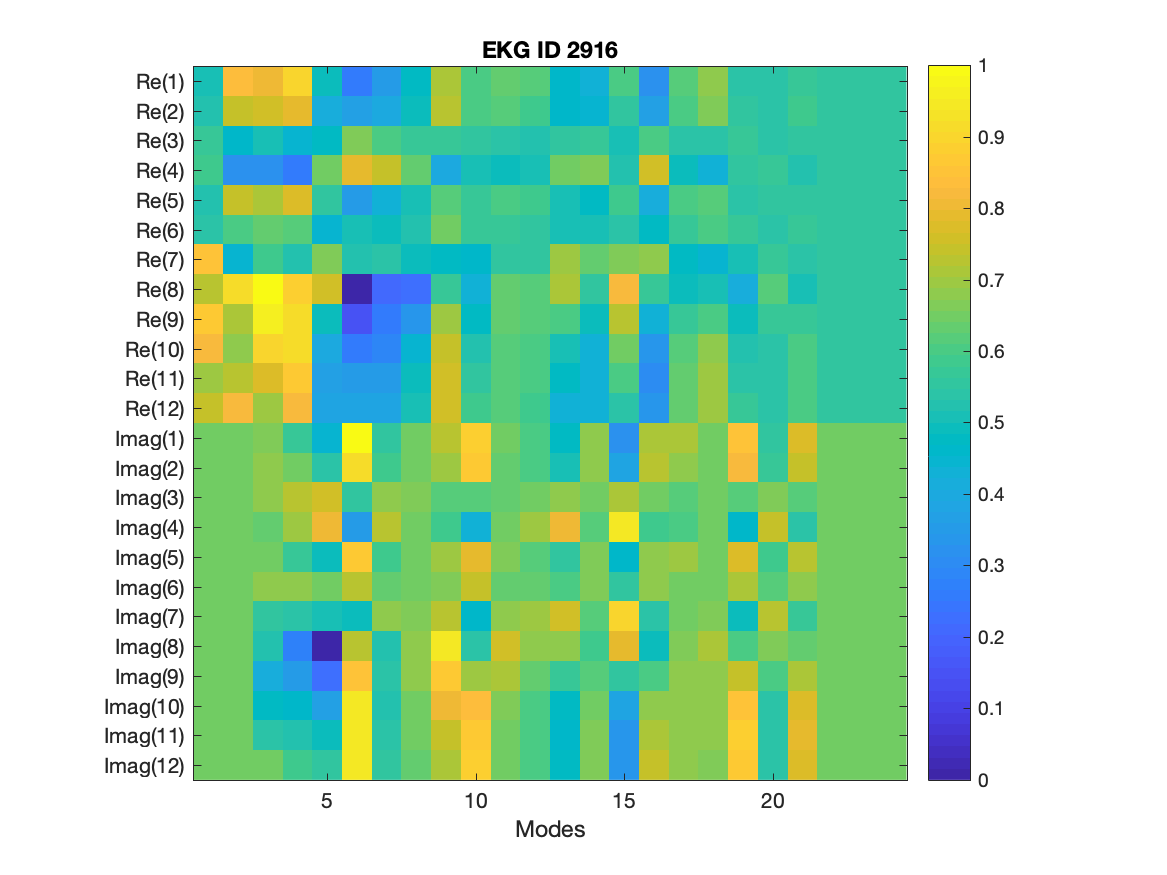 EKG ID 2916
Re(1)
Re(2)
Re(3)
Re(4)
Re(5)
Re(6)
Re(7)
Re(8)
Re(9)
Re(10)
Re(11)
Re(12)
Imag(1)
Imag(2)
Imag(3)
Imag(4)
Imag(5)
Imag(6)
Imag(7)
Imag(8)
Imag(9)
Imag(10)
Imag(11)
Imag(12)
5 10 15 20
Modes
1
0.9
0.8
0.7
0.6
0.5
0.4
0.3
0.2
0.1
0